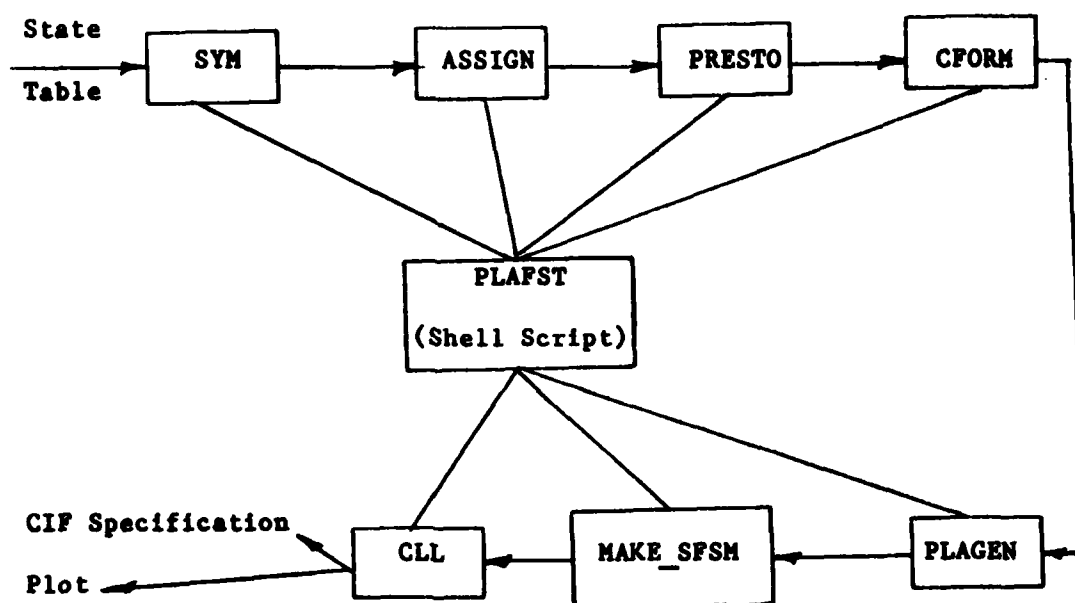 State
Table
SYM
ASSIGN
PRESTO
CFORM
PLAFST
(Shell Script)
CIF Specification
Plot
CLL
MAKE_SFSM
PLAGEN